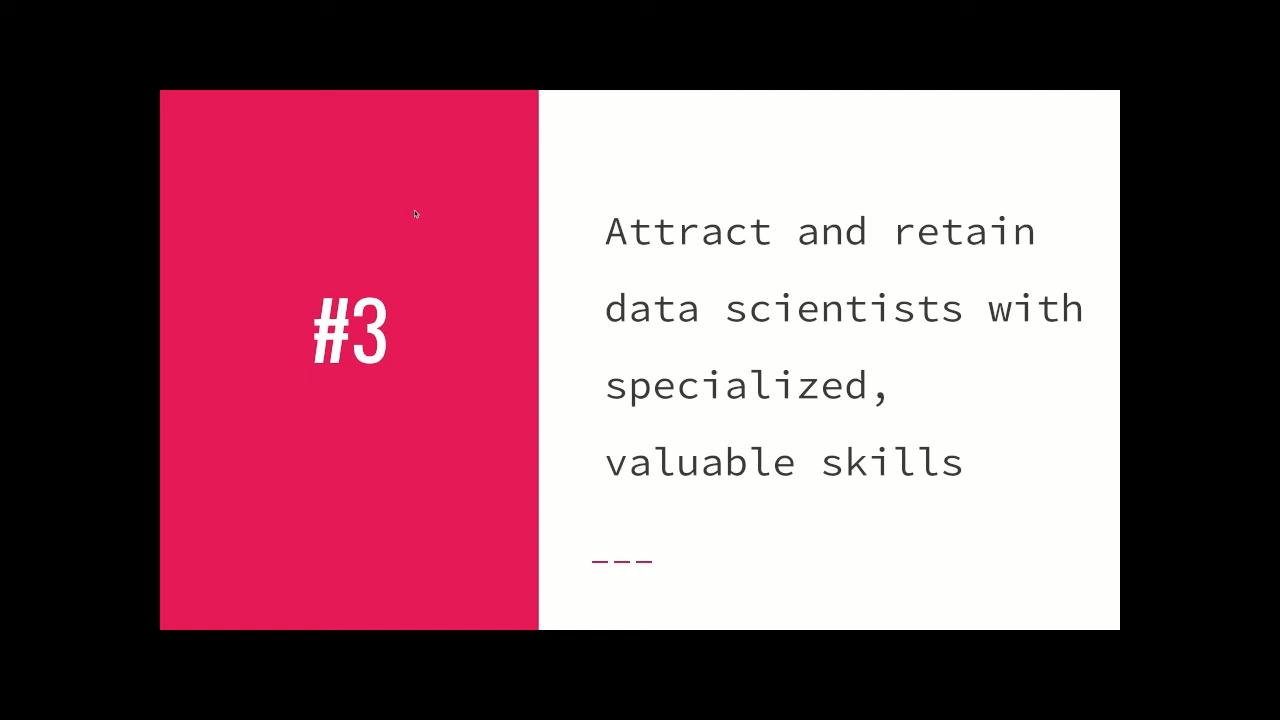 #3
Attract and retain
data scientists with
specialized,
valuable skills